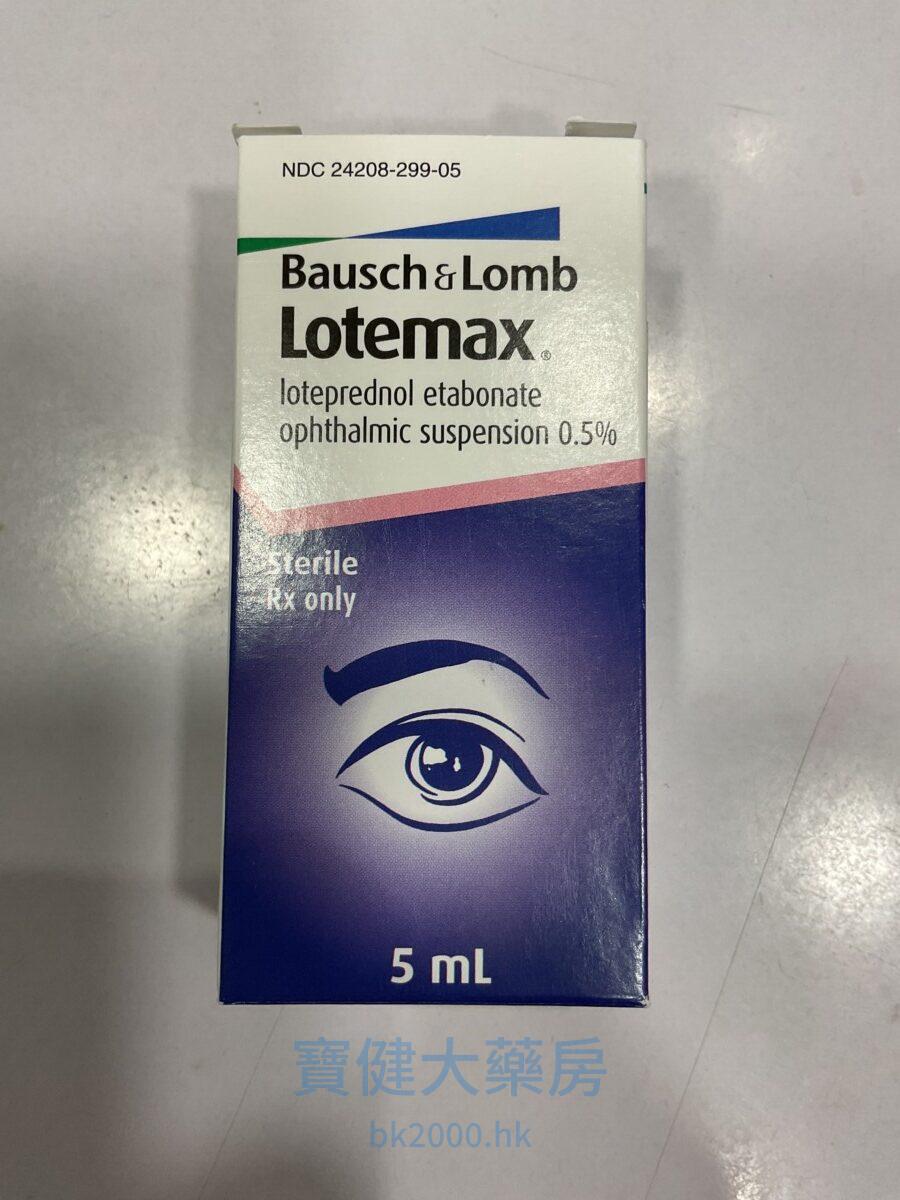 NDC 24208-299-05
Bausch & Lomb
Lotemax®
loteprednol etabonate
ophthalmic suspension 0.5%
Sterile
Rx only
5 mL
寶健大藥房
bk2000.hk